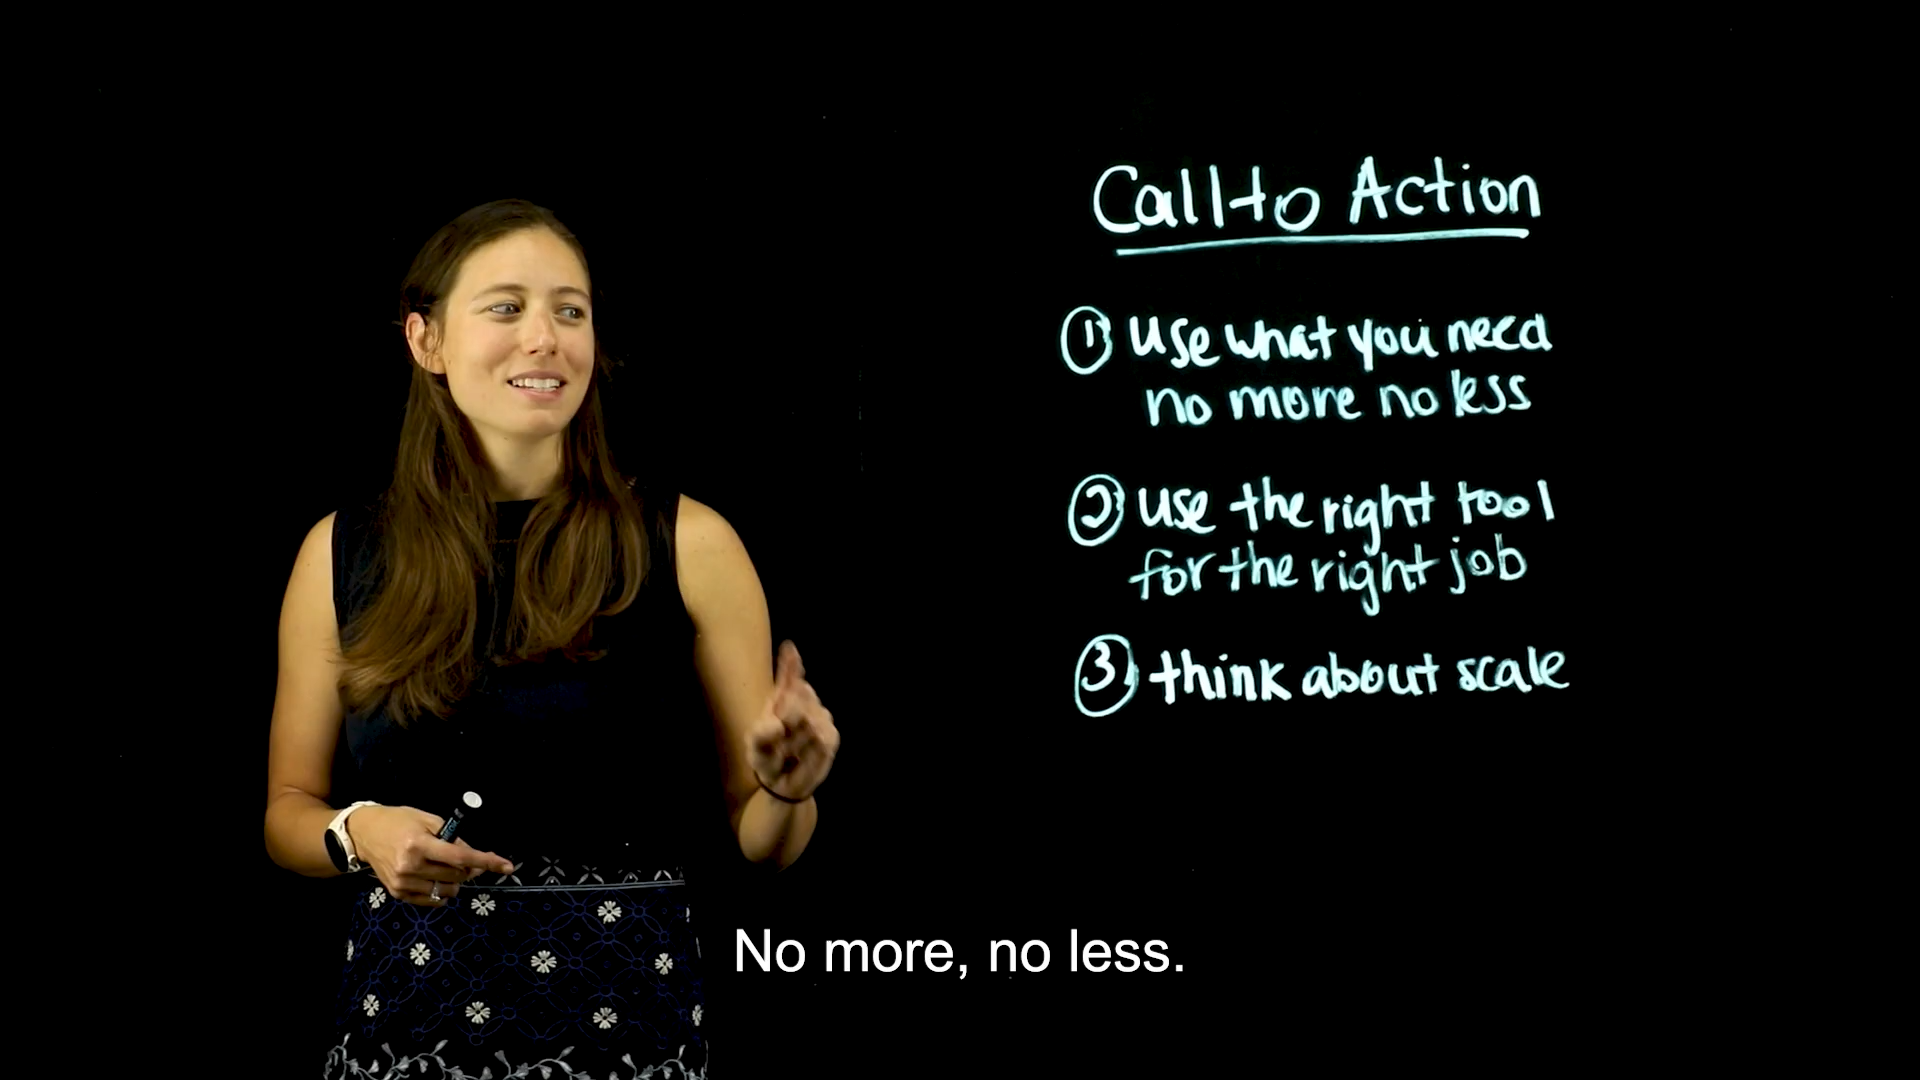 Call to Action
① use what you need
no more no less
② use the right tool
for the right job
③ think about scale
No more, no less.